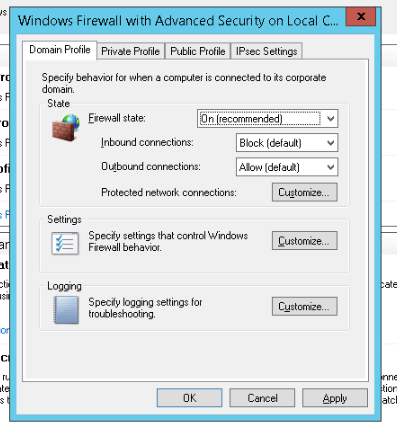 Windows Firewall with Advanced Security on Local C... x
Domain Profile Private Profile Public Profile IPsec Settings
Specify behavior for when a computer is connected to its corporate
domain.
State
Firewall state: On (recommended)
Inbound connections: Block (default)
Outbound connections: Allow (default)
Protected network connections: Customize...
Settings
Specify settings that control Windows
Firewall behavior.
Customize...
Logging
Specify logging settings for
troubleshooting.
Customize...
OK Cancel Apply